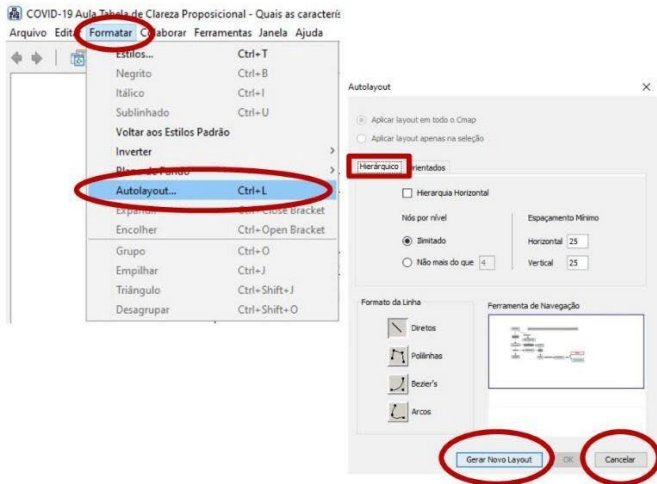 COVID-19 Aula Tabela de Clareza Proposicional - Quais as caracterís
Arquivo Editar Formatar Colaborar Ferramentas Janela Ajuda
Estilos... Ctrl+T
Negrito Ctrl+B
Itálico Ctrl+I
Sublinhado Ctrl+U
Voltar aos Estilos Padrão
Inverter >
Plano de Fundo >
Autolayout... Ctrl+L
Expandir Ctrl+Close Bracket
Encolher Ctrl+Open Bracket
Grupo Ctrl+O
Empilhar Ctrl+J
Triângulo Ctrl+Shift+J
Desagrupar Ctrl+Shift+O
Autolayout
Aplicar layout em todo o Cmap
Aplicar layout apenas na seleção
Hierárquico Orientados
Hierarquia Horizontal
Nós por nível
Ilimitado
Não mais do que 4
Espaçamento Mínimo
Horizontal 25
Vertical 25
Formato da Linha
Diretos
Polilinhas
Bezier's
Arcos
Ferramenta de Navegação
Gerar Novo Layout OK Cancelar